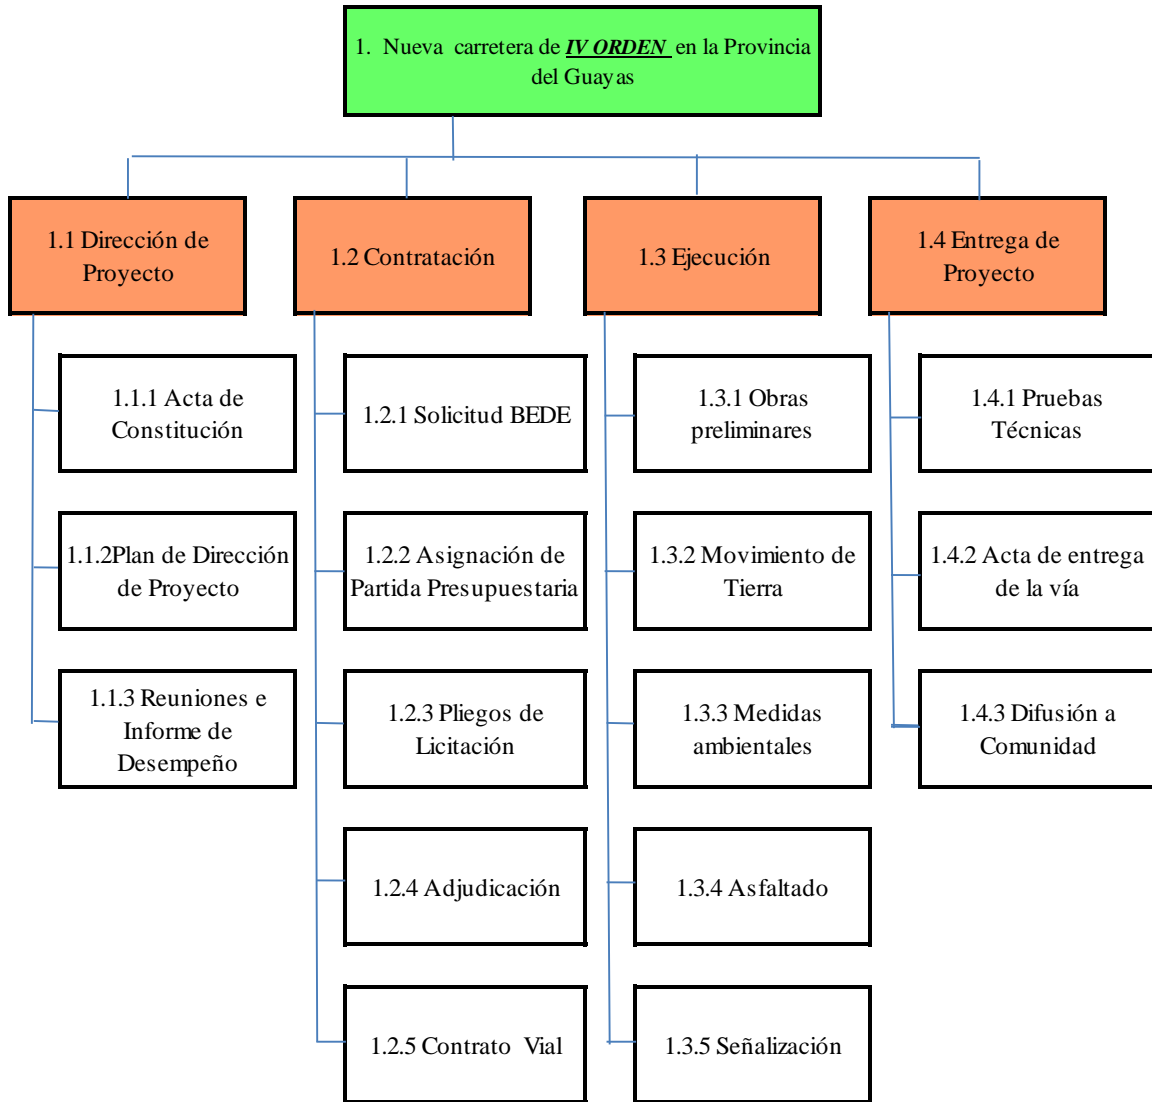 1. Nueva carretera de IV ORDEN en la Provincia
del Guayas
1.1 Dirección de
Proyecto
1.2 Contratación
1.3 Ejecución
1.4 Entrega de
Proyecto
1.1.1 Acta de
Constitución
1.2.1 Solicitud BEDE
1.3.1 Obras
preliminares
1.4.1 Pruebas
Técnicas
1.1.2Plan de Dirección
de Proyecto
1.2.2 Asignación de
Partida Presupuestaria
1.3.2 Movimiento de
Tierra
1.4.2 Acta de entrega
de la vía
1.1.3 Reuniones e
Informe de
Desempeño
1.2.3 Pliegos de
Licitación
1.3.3 Medidas
ambientales
1.4.3 Difusión a
Comunidad
1.2.4 Adjudicación
1.3.4 Asfaltado
1.2.5 Contrato Vial
1.3.5 Señalización